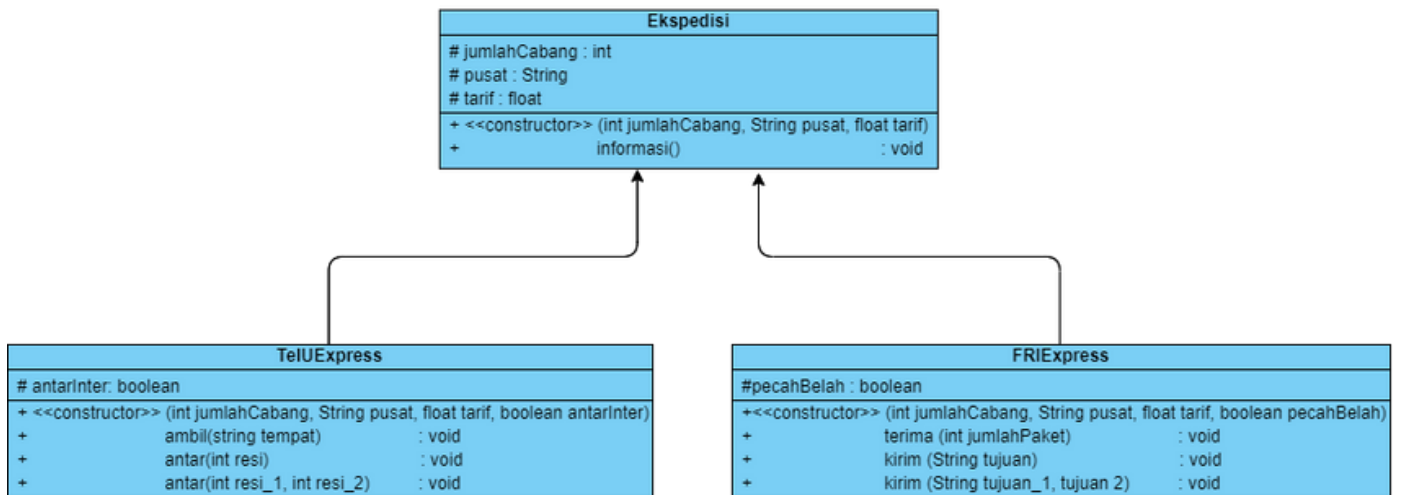 Ekspedisi
# jumlahCabang : int
# pusat : String
# tarif : float
+ <<constructor>> (int jumlahCabang, String pusat, float tarif)
+ informasi() : void
TelUExpress
# antarInter: boolean
+ <<constructor>> (int jumlahCabang, String pusat, float tarif, boolean antarInter)
+ ambil(string tempat) : void
+ antar(int resi) : void
+ antar(int resi_1, int resi_2) : void
FRIExpress
#pecahBelah : boolean
+<<constructor>> (int jumlahCabang, String pusat, float tarif, boolean pecahBelah)
+ terima (int jumlahPaket) : void
+ kirim (String tujuan) : void
+ kirim (String tujuan_1, tujuan 2) : void